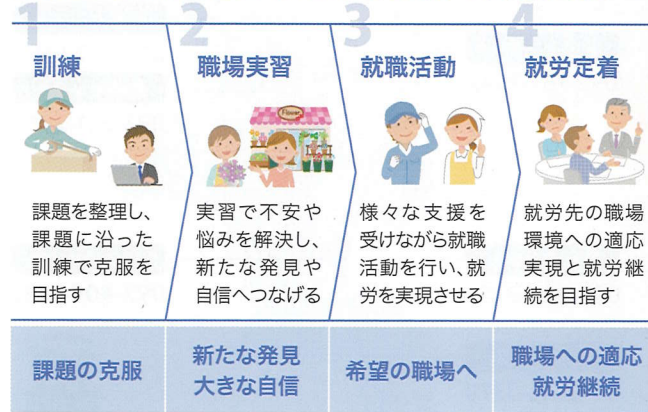 1
訓練
課題を整理し、
課題に沿った
訓練で克服を
目指す
課題の克服
2
職場実習
Flower
実習で不安や
悩みを解決し、
新たな発見や
自信へつなげる
新たな発見
大きな自信
3
就職活動
様々な支援を
受けながら就職
活動を行い、就
労を実現させる
希望の職場へ
4
就労定着
就労先の職場
環境への適応
実現と就労継
続を目指す
職場への適応
就労継続